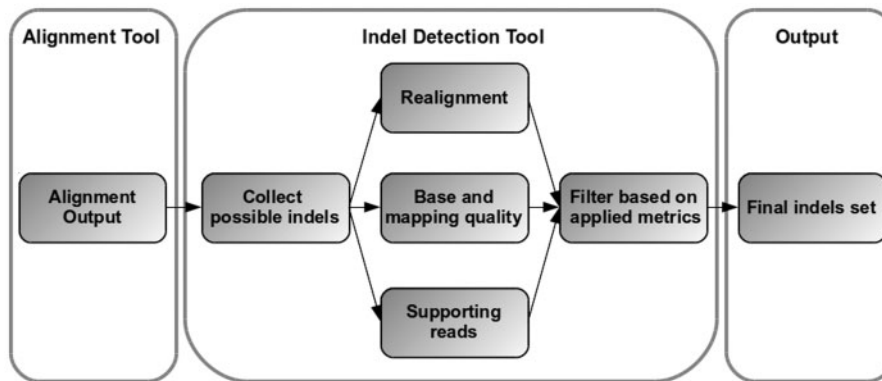 Alignment Tool
Indel Detection Tool
Output
Realignment
Alignment
Output
Collect
possible indels
Base and
mapping quality
Filter based on
applied metrics
Final indels set
Supporting
reads